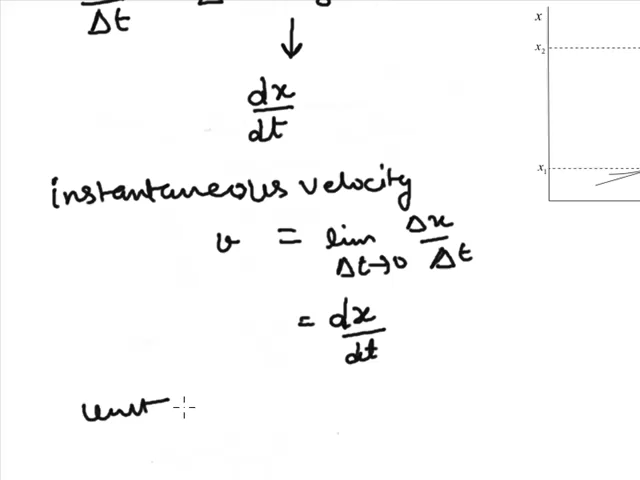 Δt
↓
dx
dt
instantaneous velocity
v = lim Δx
Δt→0 Δt
= dx
dt
unit
x
x₂
x₁